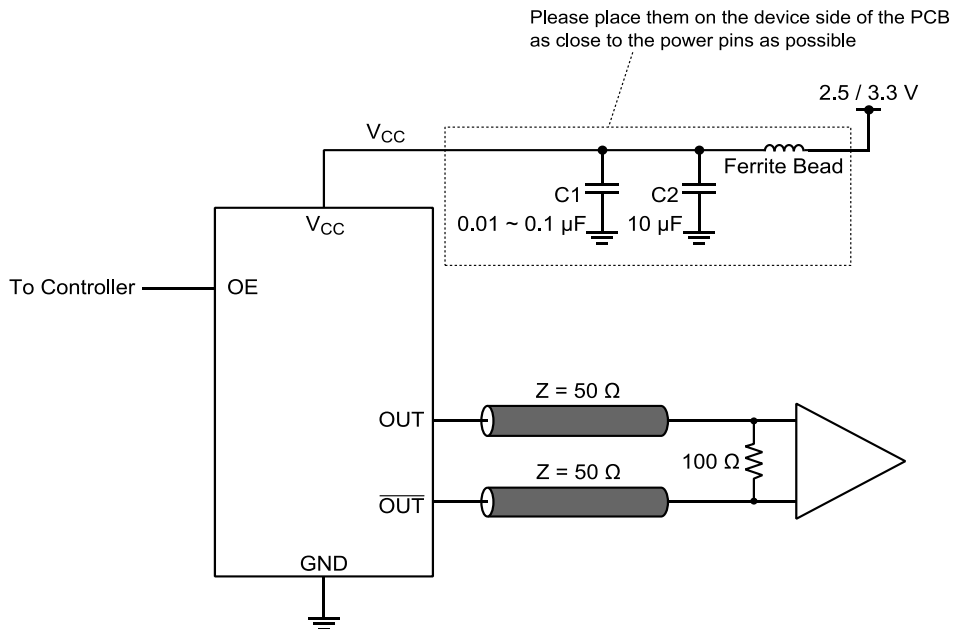 Please place them on the device side of the PCB
as close to the power pins as possible
2.5 / 3.3 V
VCC
Ferrite Bead
C1
0.01 ~ 0.1 µF
C2
10 µF
VCC
To Controller
OE
Z = 50 Ω
OUT
100 Ω
Z = 50 Ω
OUT
GND